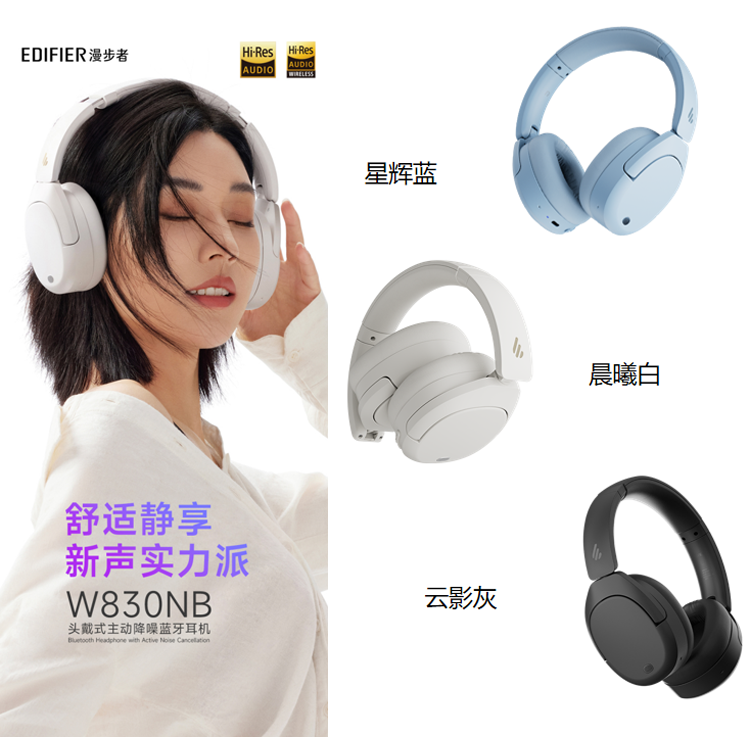 EDIFIER漫步者
Hi-Res
AUDIO
Hi-Res
AUDIO
WIRELESS
星辉蓝
晨曦白
舒适静享
新声实力派
W830NB
头戴式主动降噪蓝牙耳机
Bluetooth Headphone with Active Noise Cancellation
云影灰